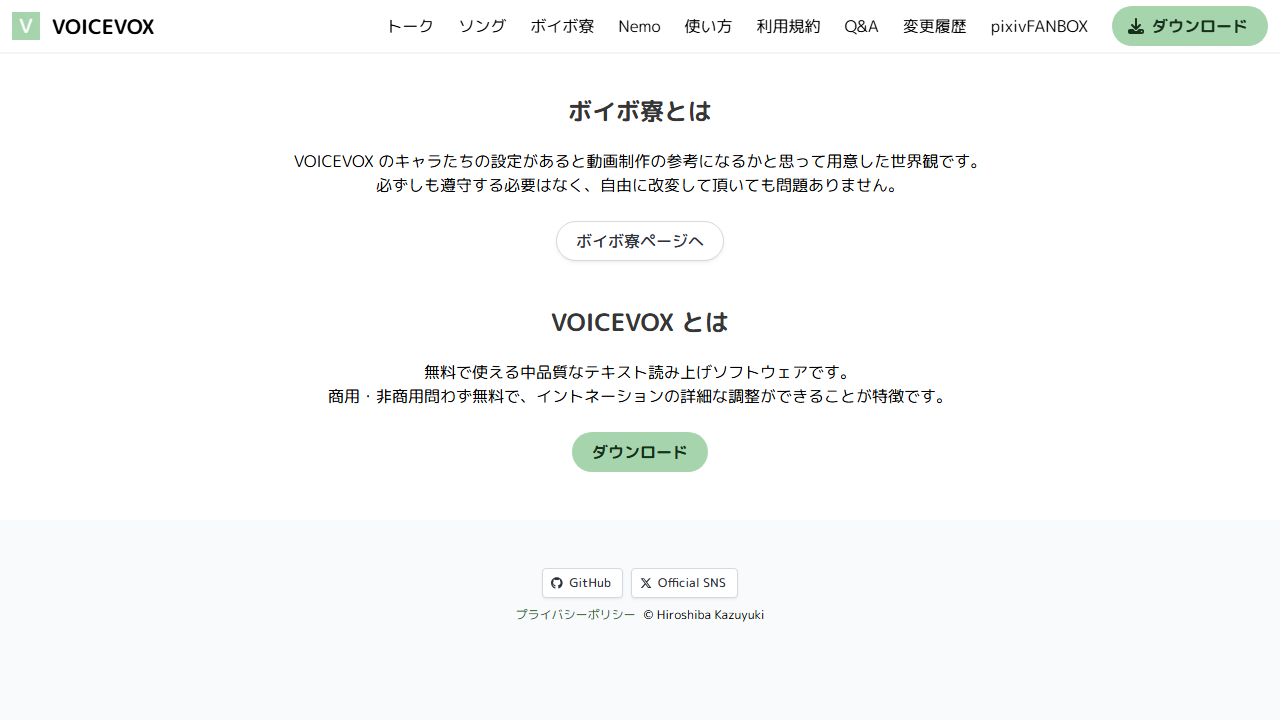 V VOICEVOX トーク ソング ボイボ寮 Nemo 使い方 利用規約 Q&A 変更履歴 pixivFANBOX ダウンロード
ボイボ寮とは
VOICEVOX のキャラたちの設定があると動画制作の参考になるかと思って用意した世界観です。
必ずしも遵守する必要はなく、自由に改変して頂いても問題ありません。
ボイボ寮ページへ
VOICEVOX とは
無料で使える中品質なテキスト読み上げソフトウェアです。
商用・非商用問わず無料で、イントネーションの詳細な調整ができることが特徴です。
ダウンロード
GitHub Official SNS
プライバシーポリシー © Hiroshiba Kazuyuki